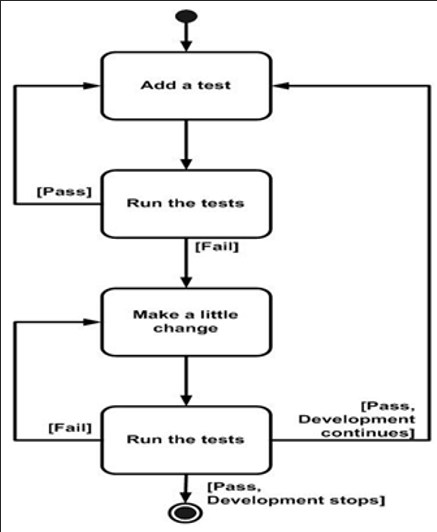 Add a test
[Pass]
Run the tests
[Fail]
Make a little
change
[Fail]
Run the tests
[Pass,
Development
continues]
[Pass,
Development stops]